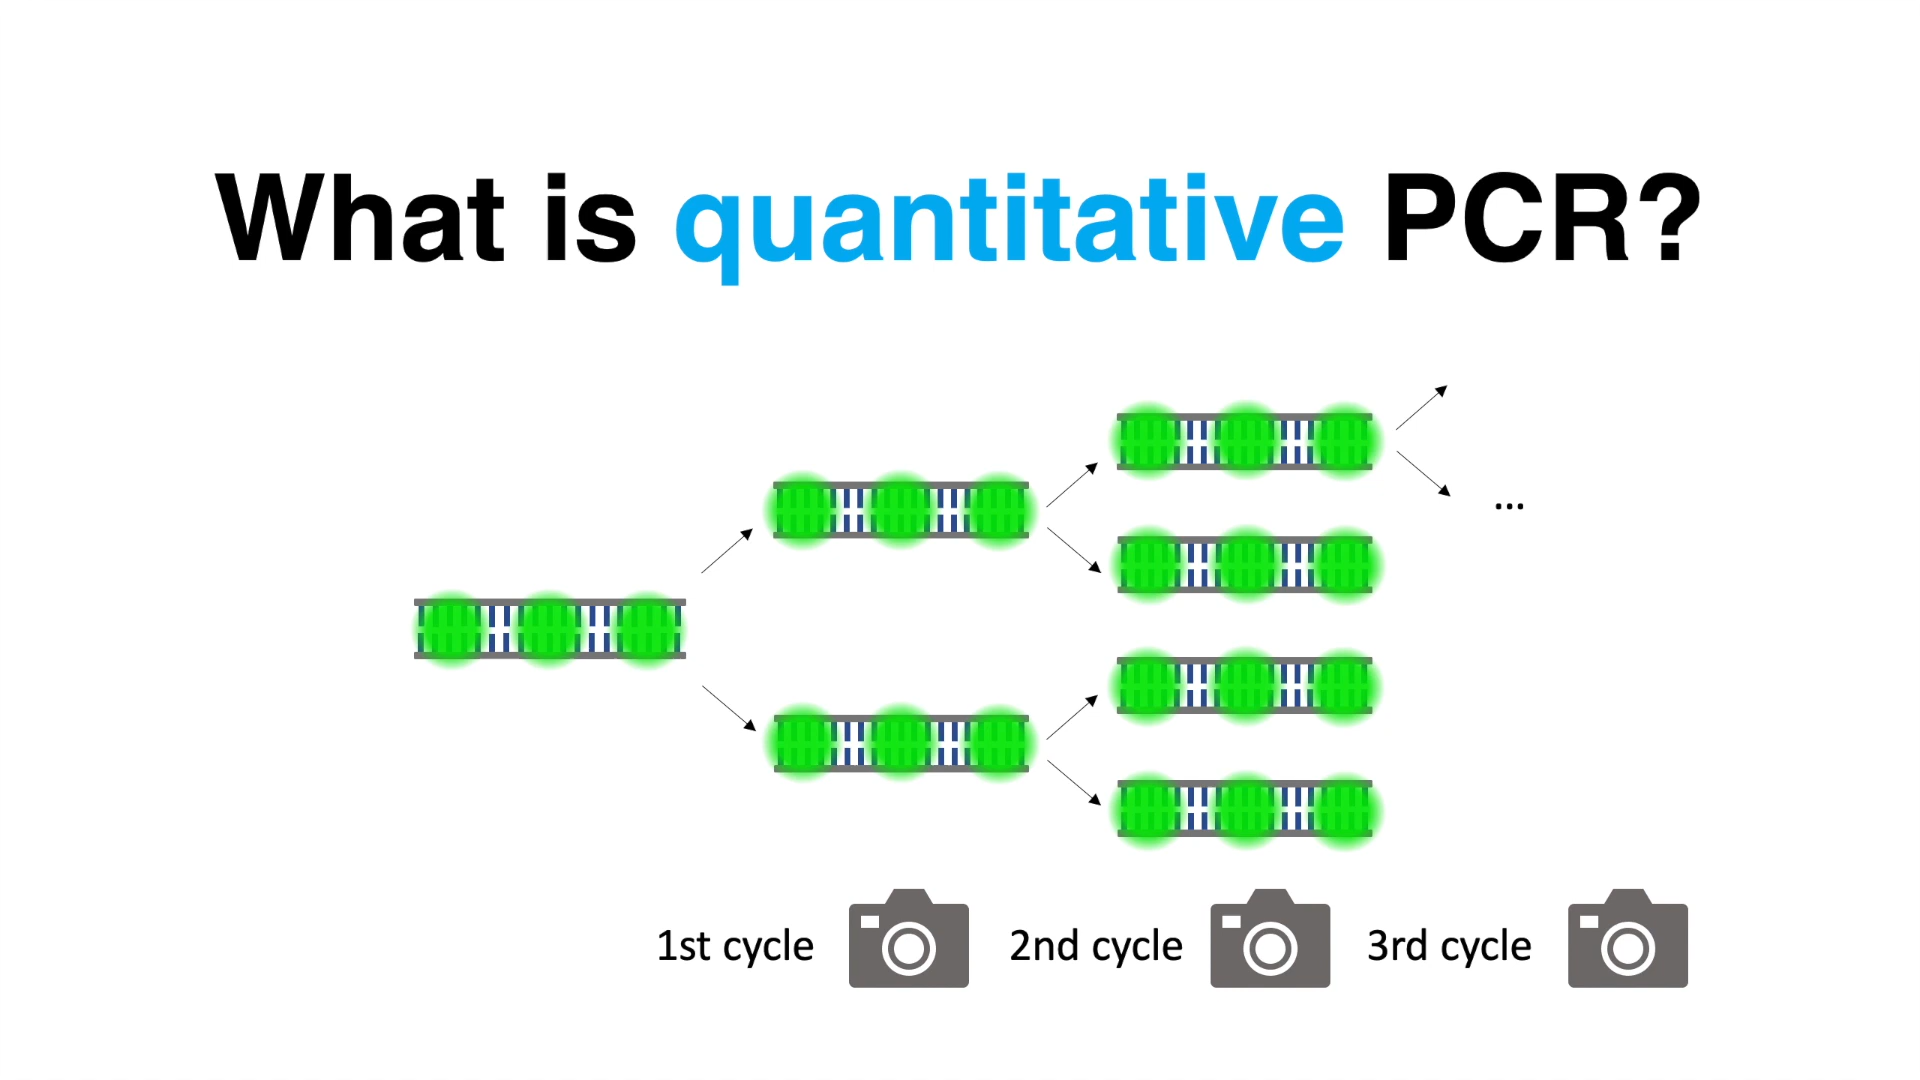 What is quantitative PCR?
...
1st cycle 2nd cycle 3rd cycle